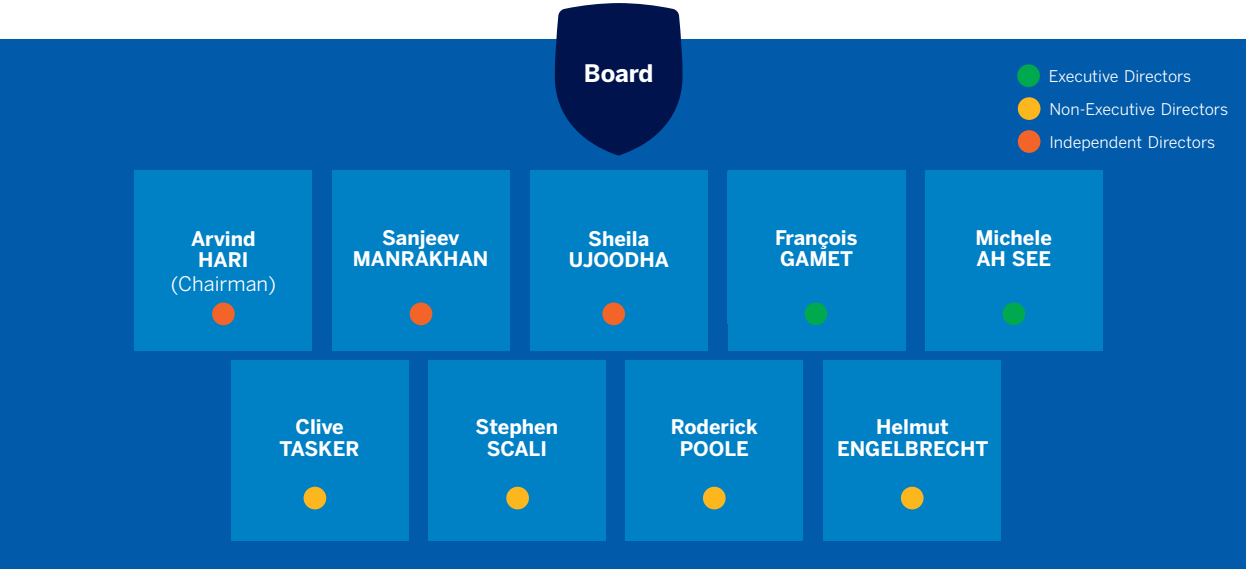 Board
Executive Directors
Non-Executive Directors
Independent Directors
Arvind
HARI
(Chairman)
Sanjeev
MANRAKHAN
Sheila
UJOODHA
François
GAMET
Michele
AH SEE
Clive
TASKER
Stephen
SCALI
Roderick
POOLE
Helmut
ENGELBRECHT